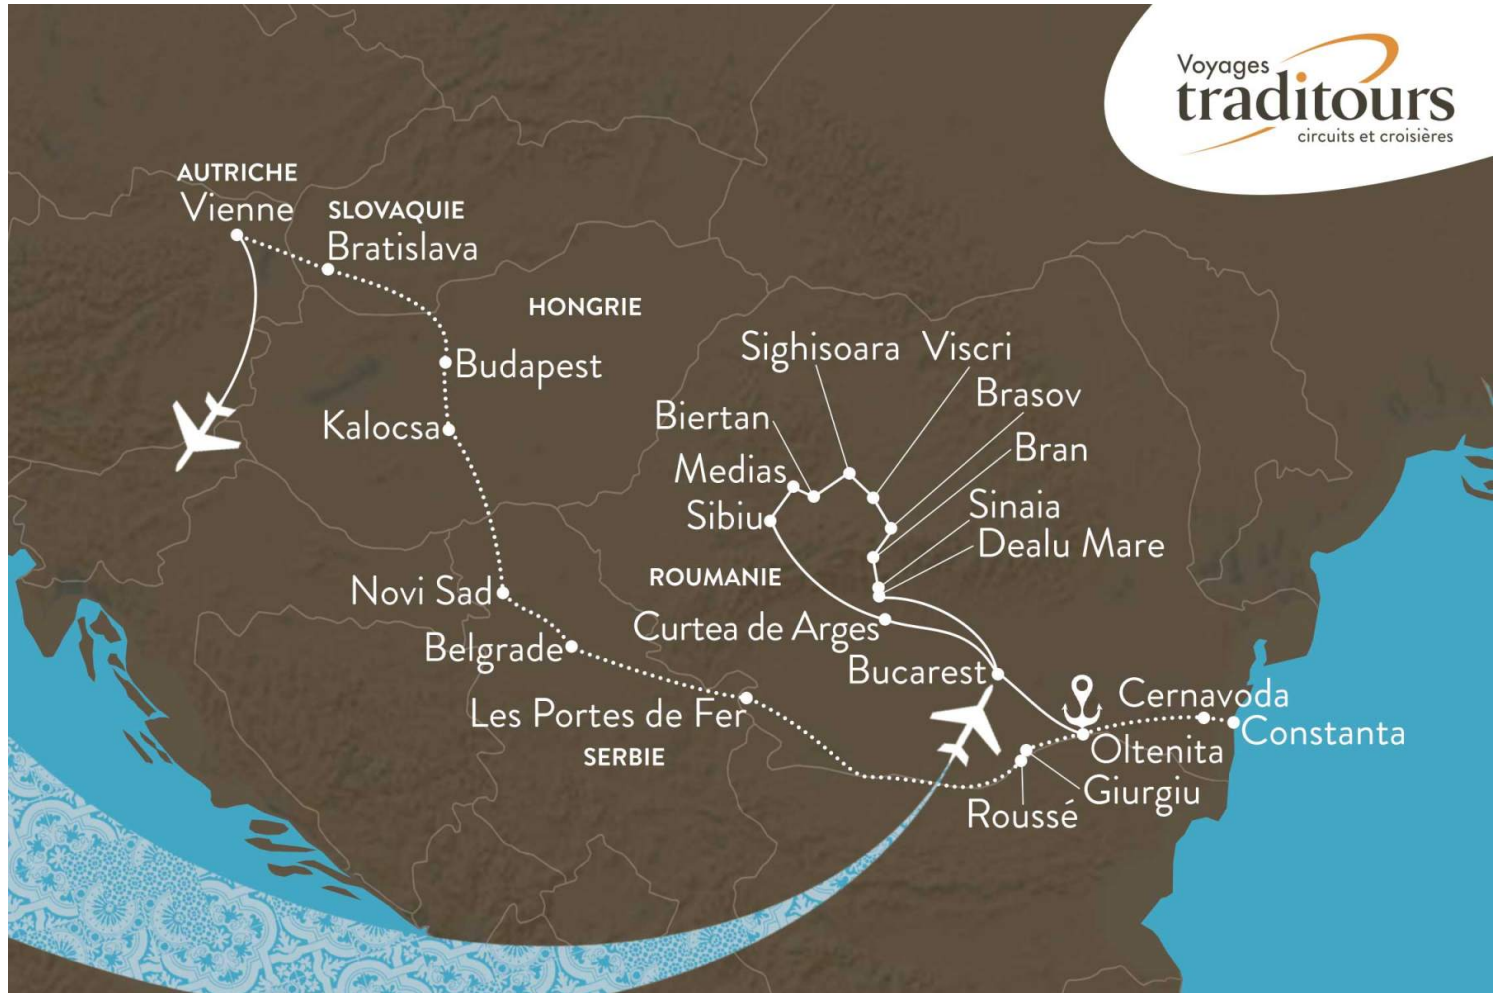 Voyages
traditours
circuits et croisières
AUTRICHE
Vienne
SLOVAQUIE
Bratislava
HONGRIE
Budapest
Kalocsa
Sighisoara
Viscri
Brasov
Biertan
Bran
Medias
Sibiu
Sinaia
Dealu Mare
ROUMANIE
Novi Sad
Curtea de Arges
Belgrade
Bucarest
Les Portes de Fer
SERBIE
Cernavoda
Constanta
Oltenita
Giurgiu
Roussé